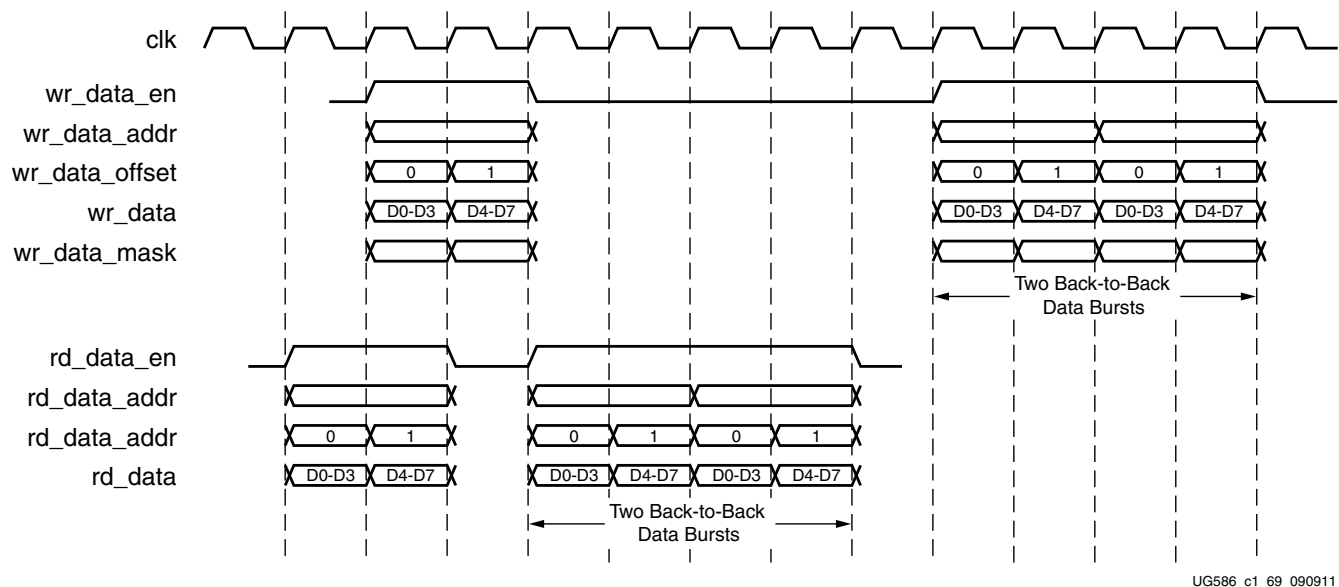 clk
wr_data_en
wr_data_addr
wr_data_offset 0 1 0 1 0 1
wr_data D0-D3 D4-D7 D0-D3 D4-D7 D0-D3 D4-D7
wr_data_mask
Two Back-to-Back
Data Bursts
rd_data_en
rd_data_addr
rd_data_addr 0 1 0 1 0 1
rd_data D0-D3 D4-D7 D0-D3 D4-D7 D0-D3 D4-D7
Two Back-to-Back
Data Bursts
UG586_c1_69_090911